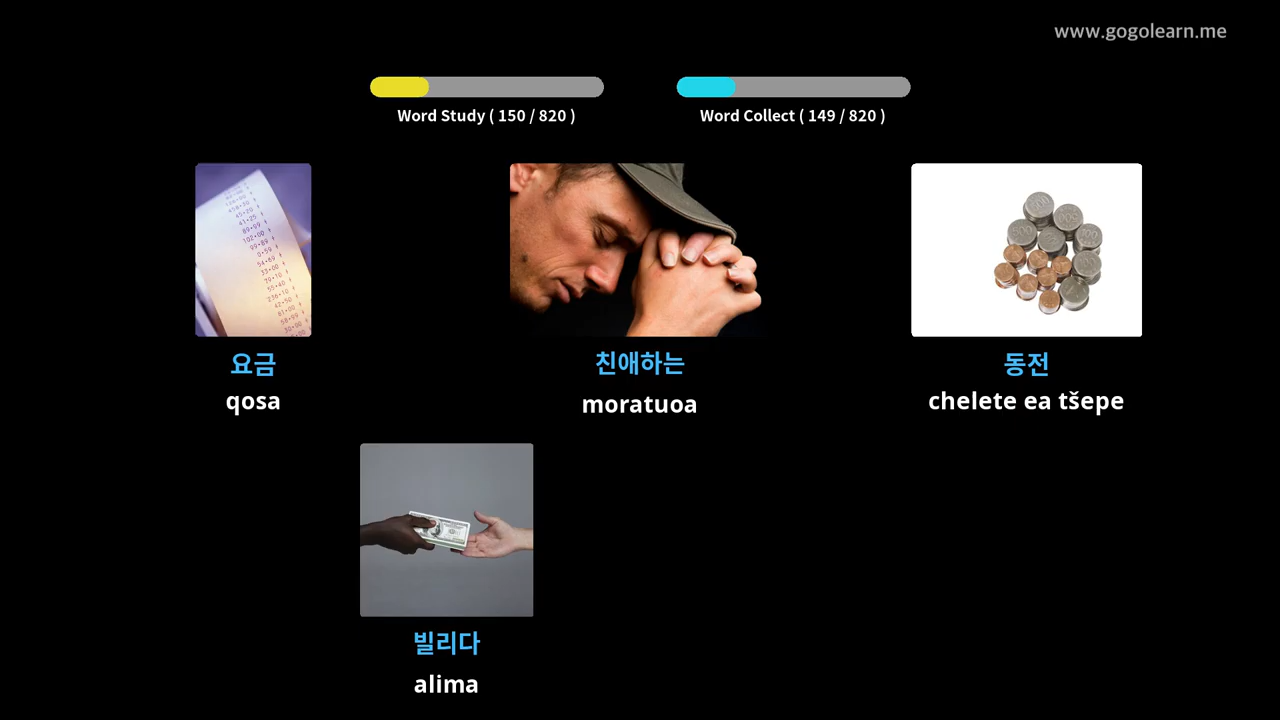 www.gogolearn.me
Word Study ( 150 / 820 )
Word Collect ( 149 / 820 )
요금
qosa
친애하는
moratuoa
동전
chelete ea tšepe
빌리다
alima